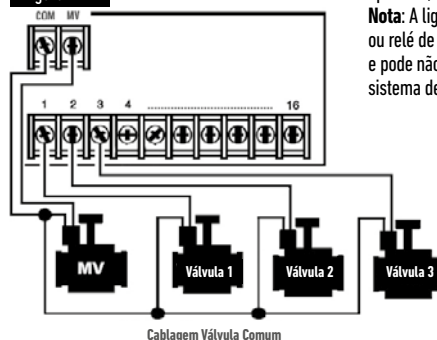 COM MV
1 2 3 4 16
MV
Válvula 1
Válvula 2
Válvula 3
Cablagem Válvula Comum
Nota: A lig
ou relé de
e pode não
sistema de